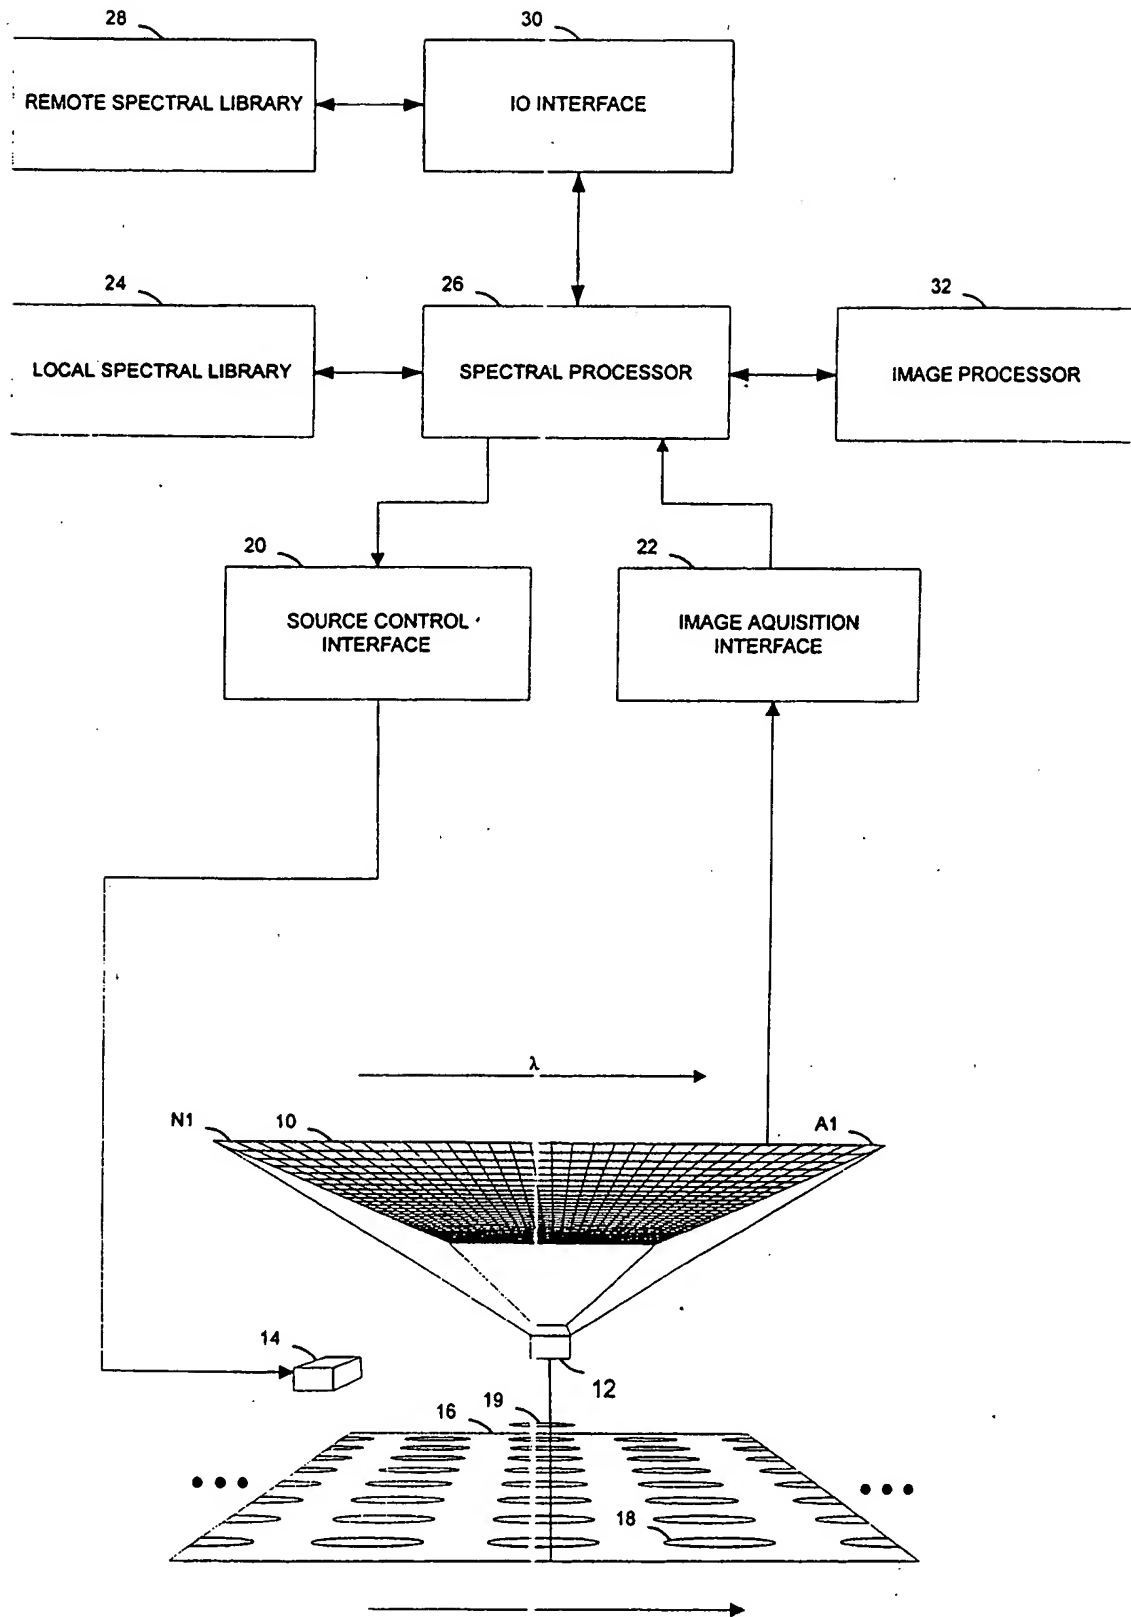 28
30
REMOTE SPECTRAL LIBRARY
IO INTERFACE
24
26
32
LOCAL SPECTRAL LIBRARY
SPECTRAL PROCESSOR
IMAGE PROCESSOR
20
22
SOURCE CONTROL
INTERFACE
IMAGE AQUISITION
INTERFACE
λ
N1
10
A1
14
12
19
16
18